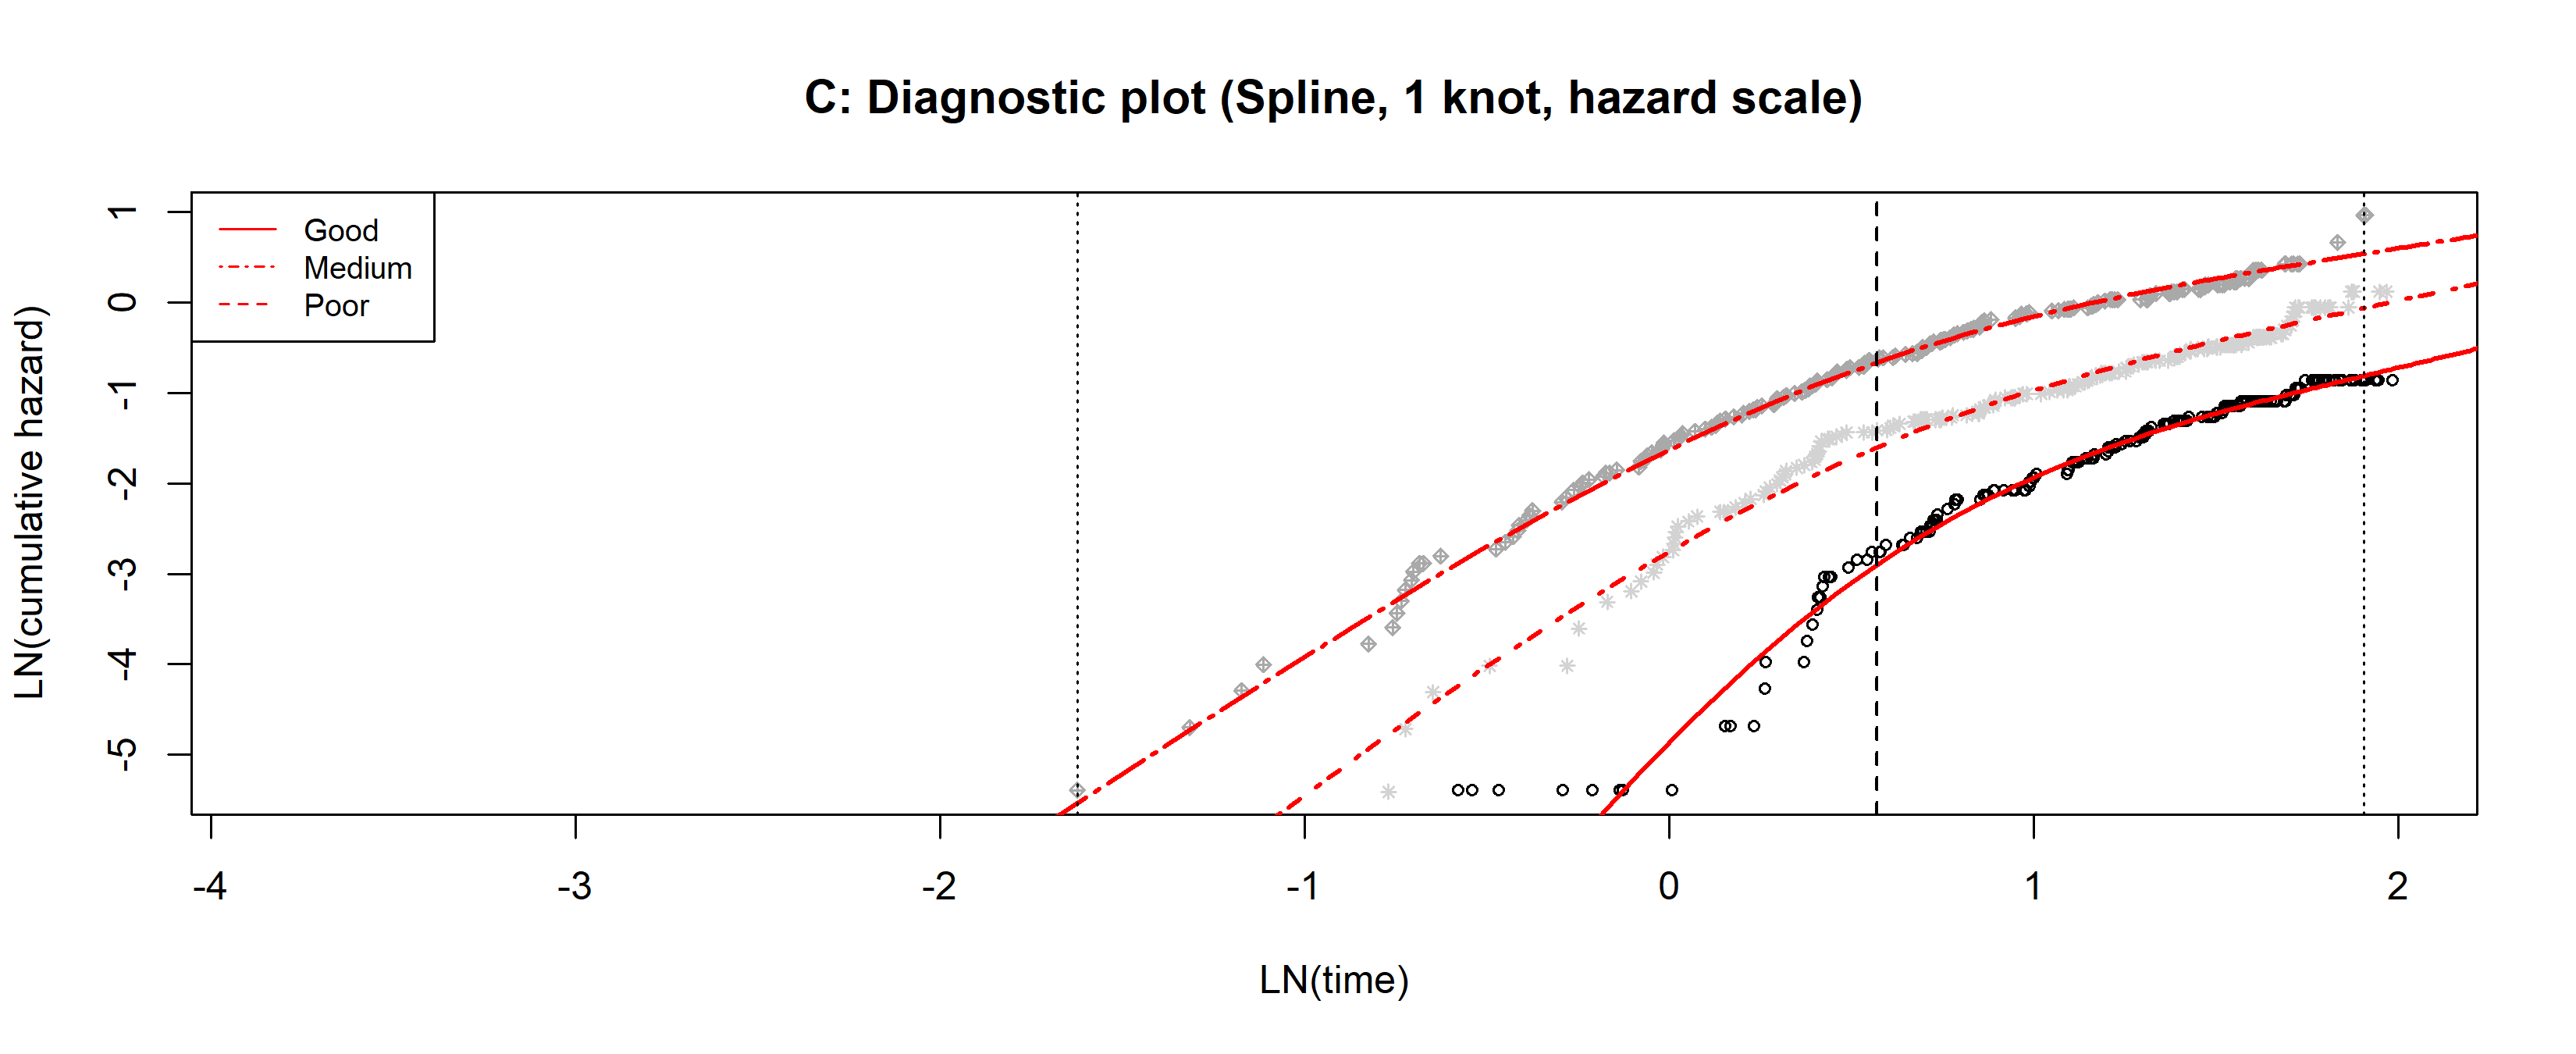 C: Diagnostic plot (Spline, 1 knot, hazard scale)
Good
Medium
Poor
LN(cumulative hazard)
1
0
-1
-2
-3
-4
-5
-4 -3 -2 -1 0 1 2
LN(time)